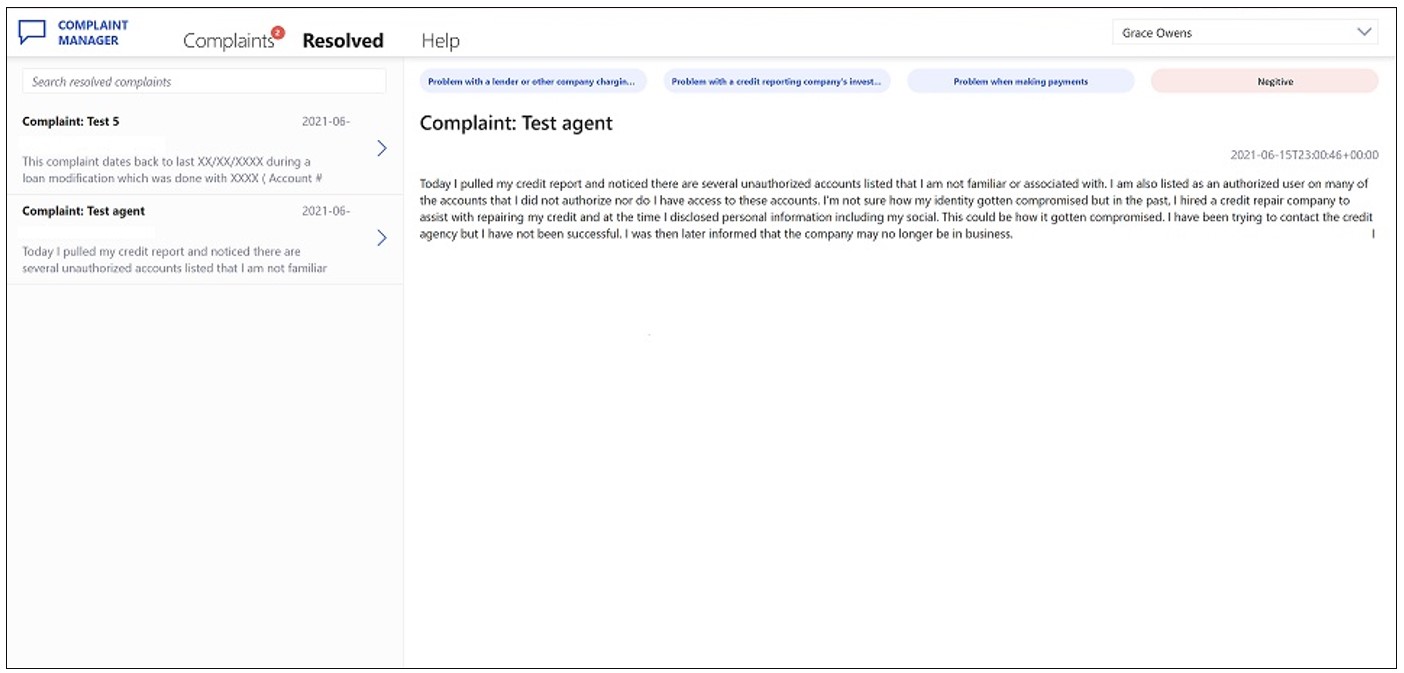 COMPLAINT
MANAGER
Complaints 2
Resolved
Help
Grace Owens
Search resolved complaints
Complaint: Test 5
2021-06-
This complaint dates back to last XX/XX/XXXX during a
loan modification which was done with XXXX ( Account #
Complaint: Test agent
2021-06-
Today I pulled my credit report and noticed there are
several unauthorized accounts listed that I am not familiar
Problem with a lender or other company chargin...
Problem with a credit reporting company's invest...
Problem when making payments
Negitive
Complaint: Test agent
2021-06-15T23:00:46+00:00
Today I pulled my credit report and noticed there are several unauthorized accounts listed that I am not familiar or associated with. I am also listed as an authorized user on many of
the accounts that I did not authorize nor do I have access to these accounts. I'm not sure how my identity gotten compromised but in the past, I hired a credit repair company to
assist with repairing my credit and at the time I disclosed personal information including my social. This could be how it gotten compromised. I have been trying to contact the credit
agency but I have not been successful. I was then later informed that the company may no longer be in business. I